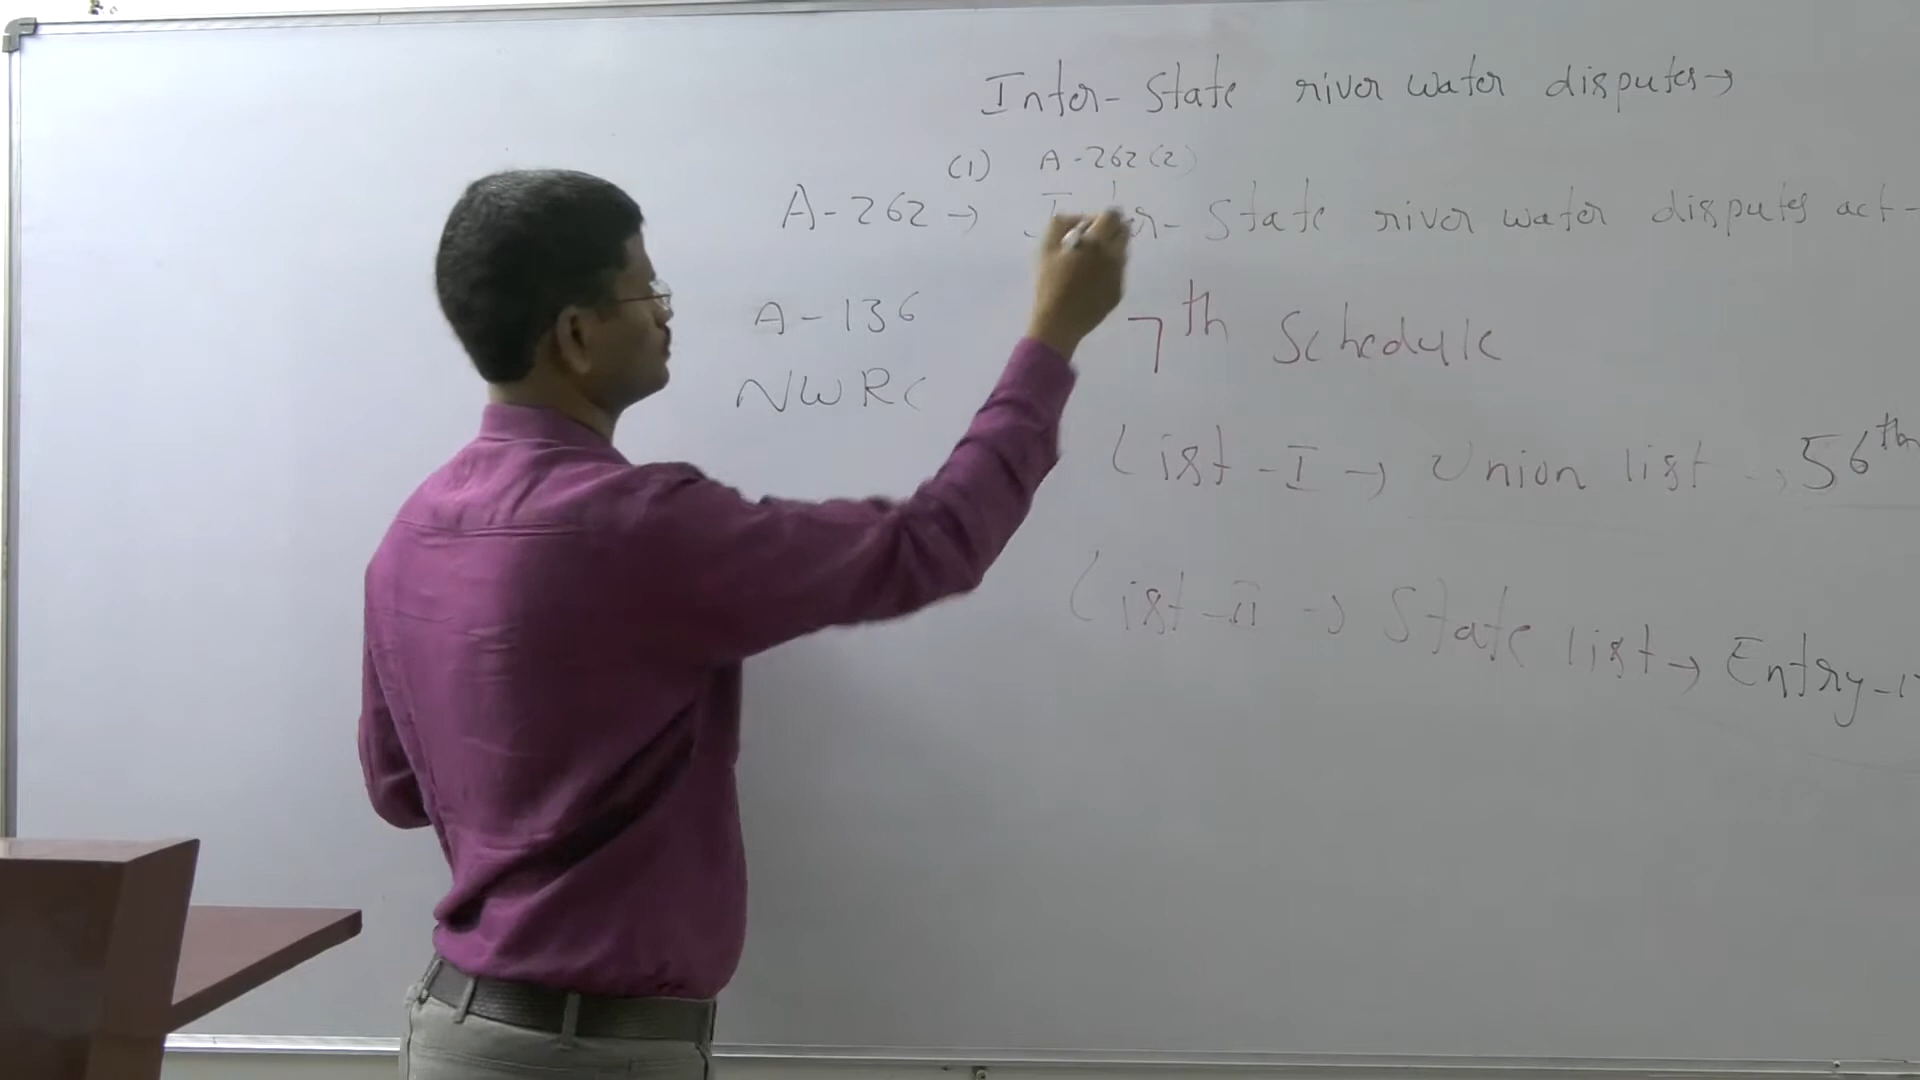 Inter-State river water disputes→
(1) A-262(2)
A-262 → Inter-State river water disputes act-
A-136
7th Schedule
NWRC
List-I → Union list → 56th
List-II → State list → Entry-